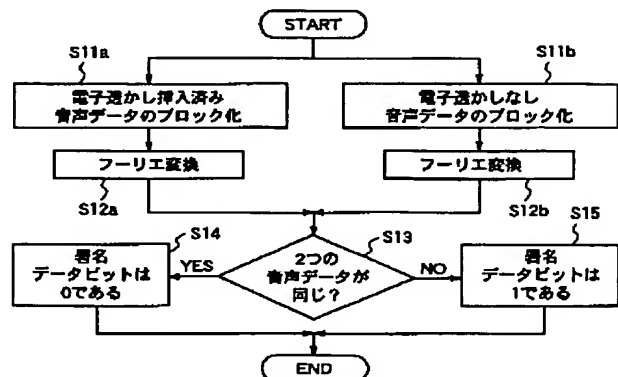 START
S11a
S11b
電子透かし挿入済み
音声データのブロック化
電子透かしなし
音声データのブロック化
フーリエ変換
フーリエ変換
S12a
S12b
S14
S13
S15
署名
データビットは
0である
YES
2つの
音声データが
同じ?
NO
署名
データビットは
1である
END